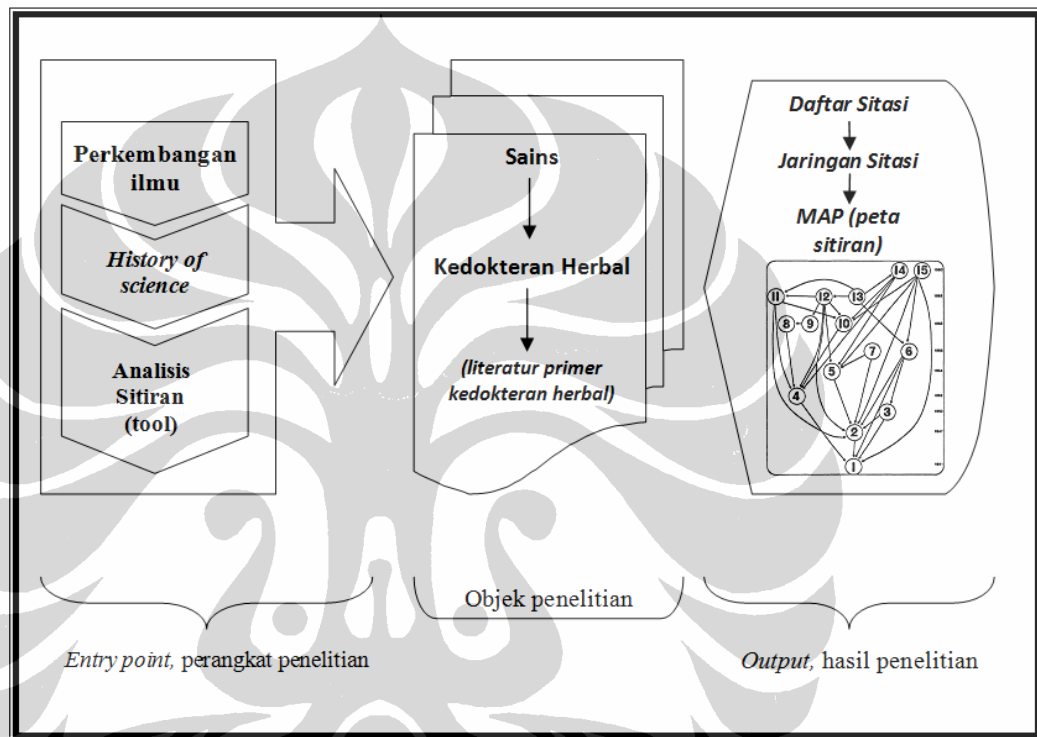 Perkembangan
ilmu
History of
science
Analisis
Sitiran
(tool)
Sains
Kedokteran Herbal
(literatur primer
kedokteran herbal)
Daftar Sitasi
Jaringan Sitasi
MAP (peta
sitiran)
14 15
11 12 13
8 9 10
7 6
5
4
3
2
1
Entry point, perangkat penelitian
Objek penelitian
Output, hasil penelitian